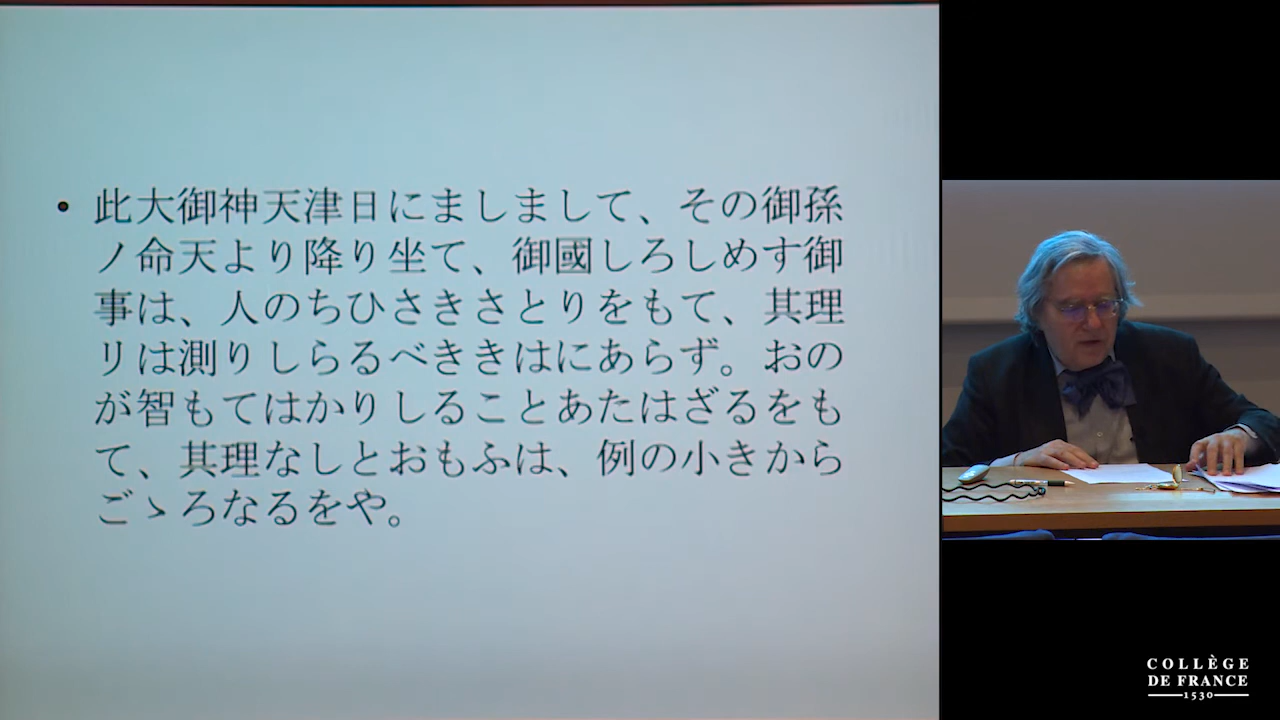 • 此大御神天津日にましまして、その御孫
ノ命天より降り坐て、御國しろしめす御
事は、人のちひさきさとりをもて、其理
リは測りしらるべききはにあらず。おの
が智もてはかりしることあたはざるをも
て、其理なしとおもふは、例の小きから
ごゝろなるをや。
COLLÈGE
DE FRANCE
1530